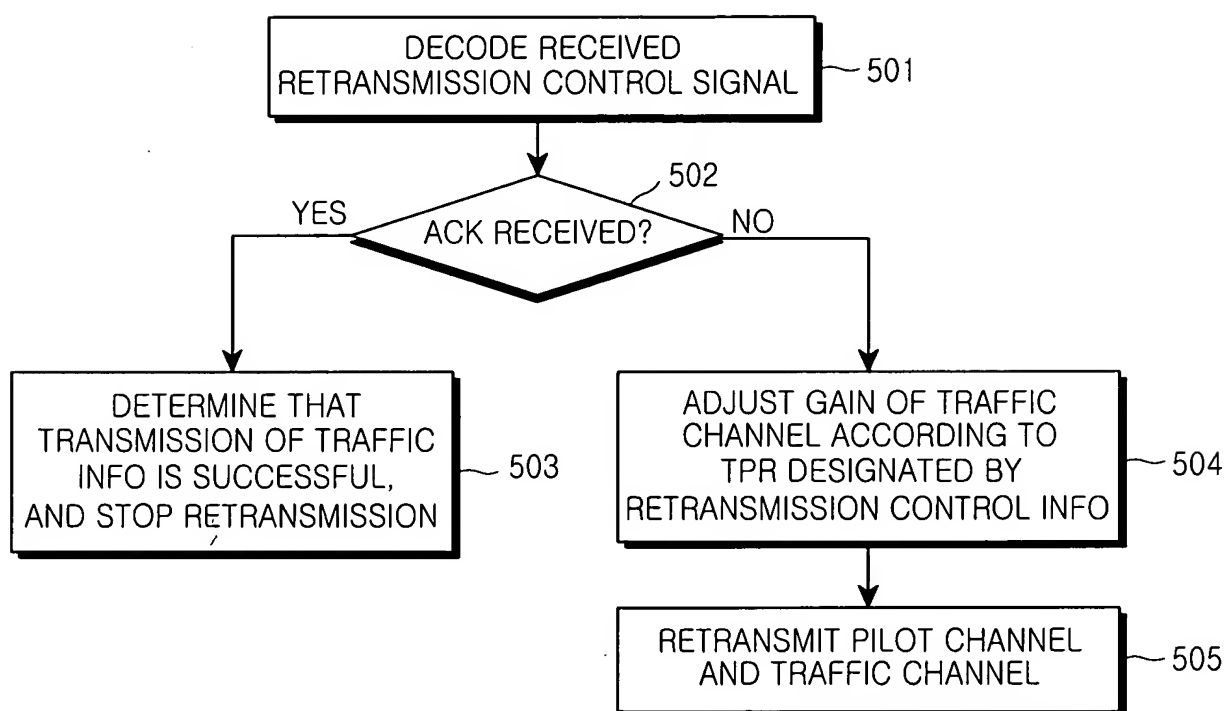 DECODE RECEIVED
RETRANSMISSION CONTROL SIGNAL
501
502
YES
ACK RECEIVED?
NO
DETERMINE THAT
TRANSMISSION OF TRAFFIC
INFO IS SUCCESSFUL,
AND STOP RETRANSMISSION
503
ADJUST GAIN OF TRAFFIC
CHANNEL ACCORDING TO
TPR DESIGNATED BY
RETRANSMISSION CONTROL INFO
504
RETRANSMIT PILOT CHANNEL
AND TRAFFIC CHANNEL
505